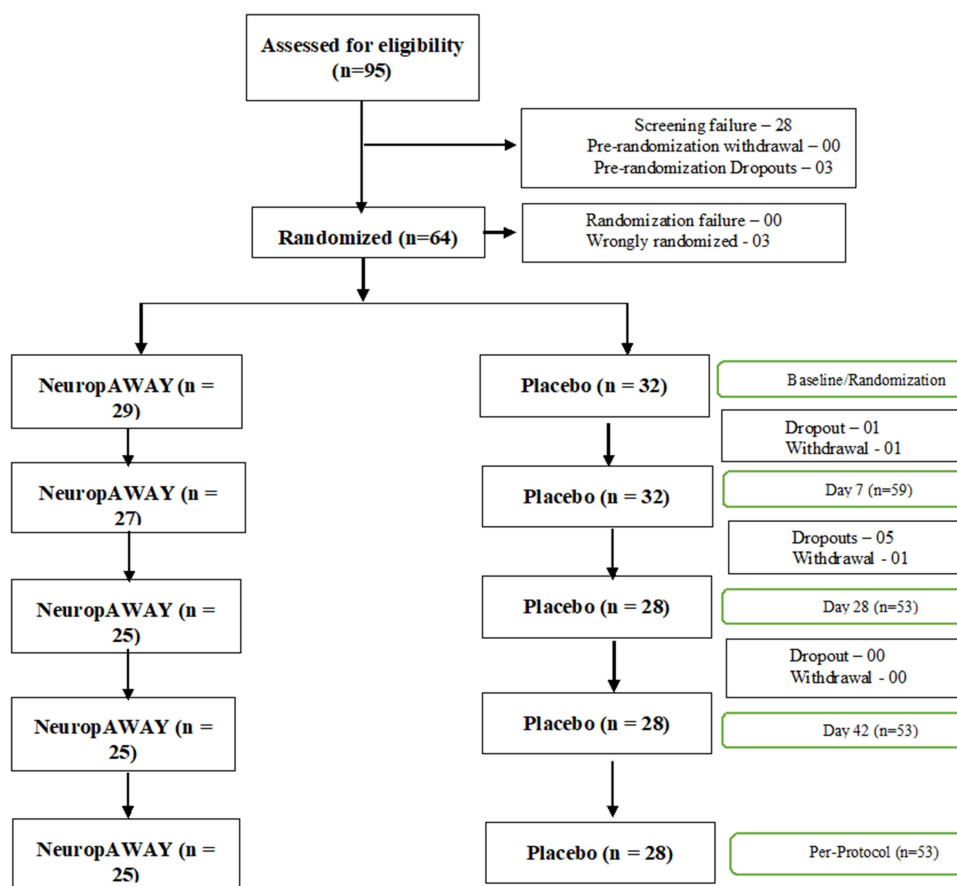 Assessed for eligibility
(n=95)
Screening failure – 28
Pre-randomization withdrawal – 00
Pre-randomization Dropouts – 03
Randomized (n=64)
Randomization failure – 00
Wrongly randomized - 03
NeuropAWAY (n =
29)
Placebo (n = 32)
Baseline/Randomization
Dropout – 01
Withdrawal - 01
NeuropAWAY (n =
27)
Placebo (n = 32)
Day 7 (n=59)
Dropouts – 05
Withdrawal - 01
NeuropAWAY (n =
25)
Placebo (n = 28)
Day 28 (n=53)
Dropout – 00
Withdrawal - 00
NeuropAWAY (n =
25)
Placebo (n = 28)
Day 42 (n=53)
NeuropAWAY (n =
25)
Placebo (n = 28)
Per-Protocol (n=53)